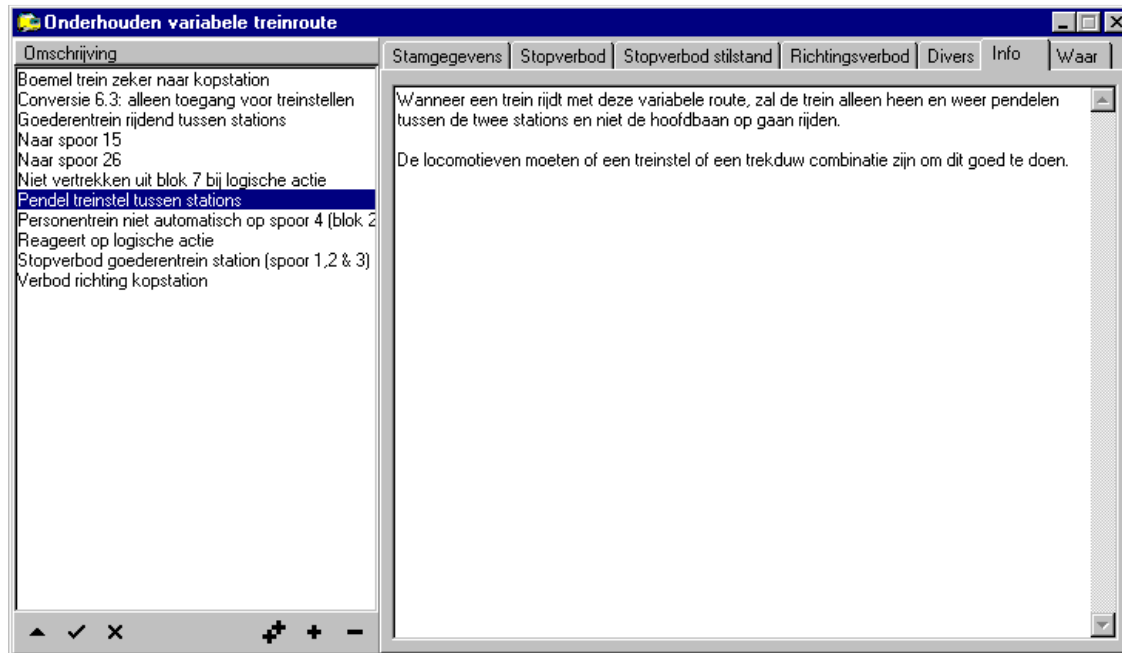 Onderhouden variabele treinroute
Omschrijving
Boemel trein zeker naar kopstation
Conversie 6.3: alleen toegang voor treinstellen
Goederentrein rijdend tussen stations
Naar spoor 15
Naar spoor 26
Niet vertrekken uit blok 7 bij logische actie
Pendel treinstel tussen stations
Personentrein niet automatisch op spoor 4 (blok 2
Reageert op logische actie
Stopverbod goederentrein station (spoor 1,2 & 3)
Verbod richting kopstation
Stamgegevens Stopverbod Stopverbod stilstand Richtingsverbod Divers Info Waar
Wanneer een trein rijdt met deze variabele route, zal de trein alleen heen en weer pendelen
tussen de twee stations en niet de hoofdbaan op gaan rijden.
De locomotieven moeten of een treinstel of een trekduw combinatie zijn om dit goed te doen.